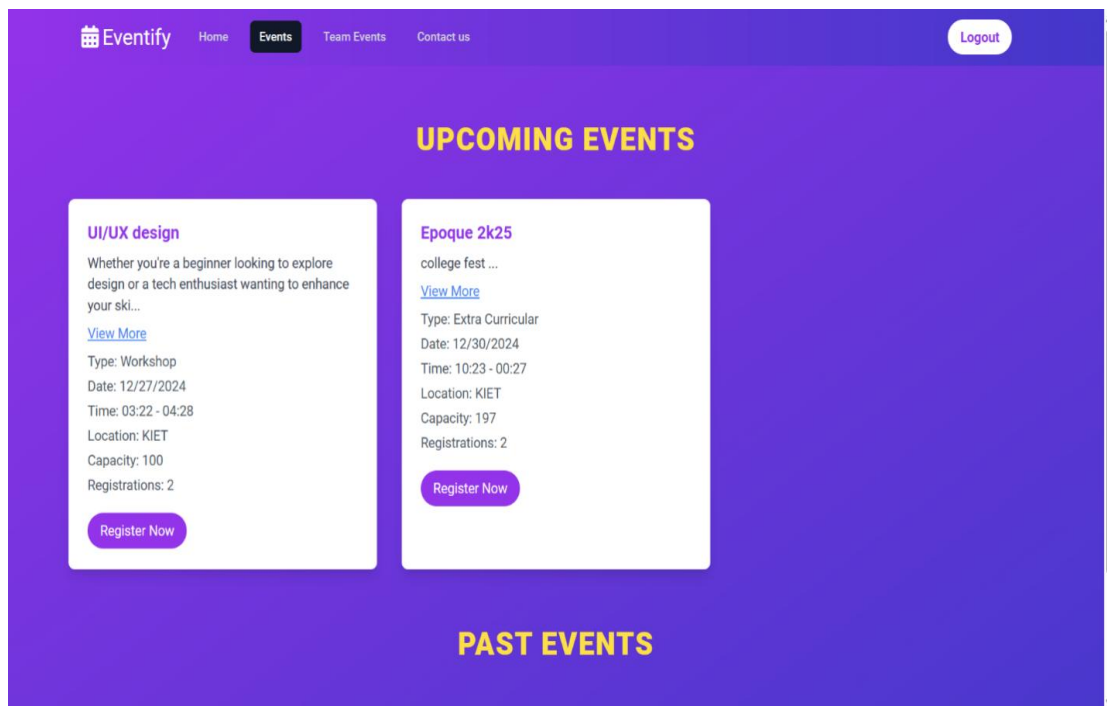 Eventify Home Events Team Events Contact us Logout
UPCOMING EVENTS
UI/UX design
Whether you're a beginner looking to explore
design or a tech enthusiast wanting to enhance
your ski...
View More
Type: Workshop
Date: 12/27/2024
Time: 03:22 - 04:28
Location: KIET
Capacity: 100
Registrations: 2
Register Now
Epoque 2k25
college fest ...
View More
Type: Extra Curricular
Date: 12/30/2024
Time: 10:23 - 00:27
Location: KIET
Capacity: 197
Registrations: 2
Register Now
PAST EVENTS